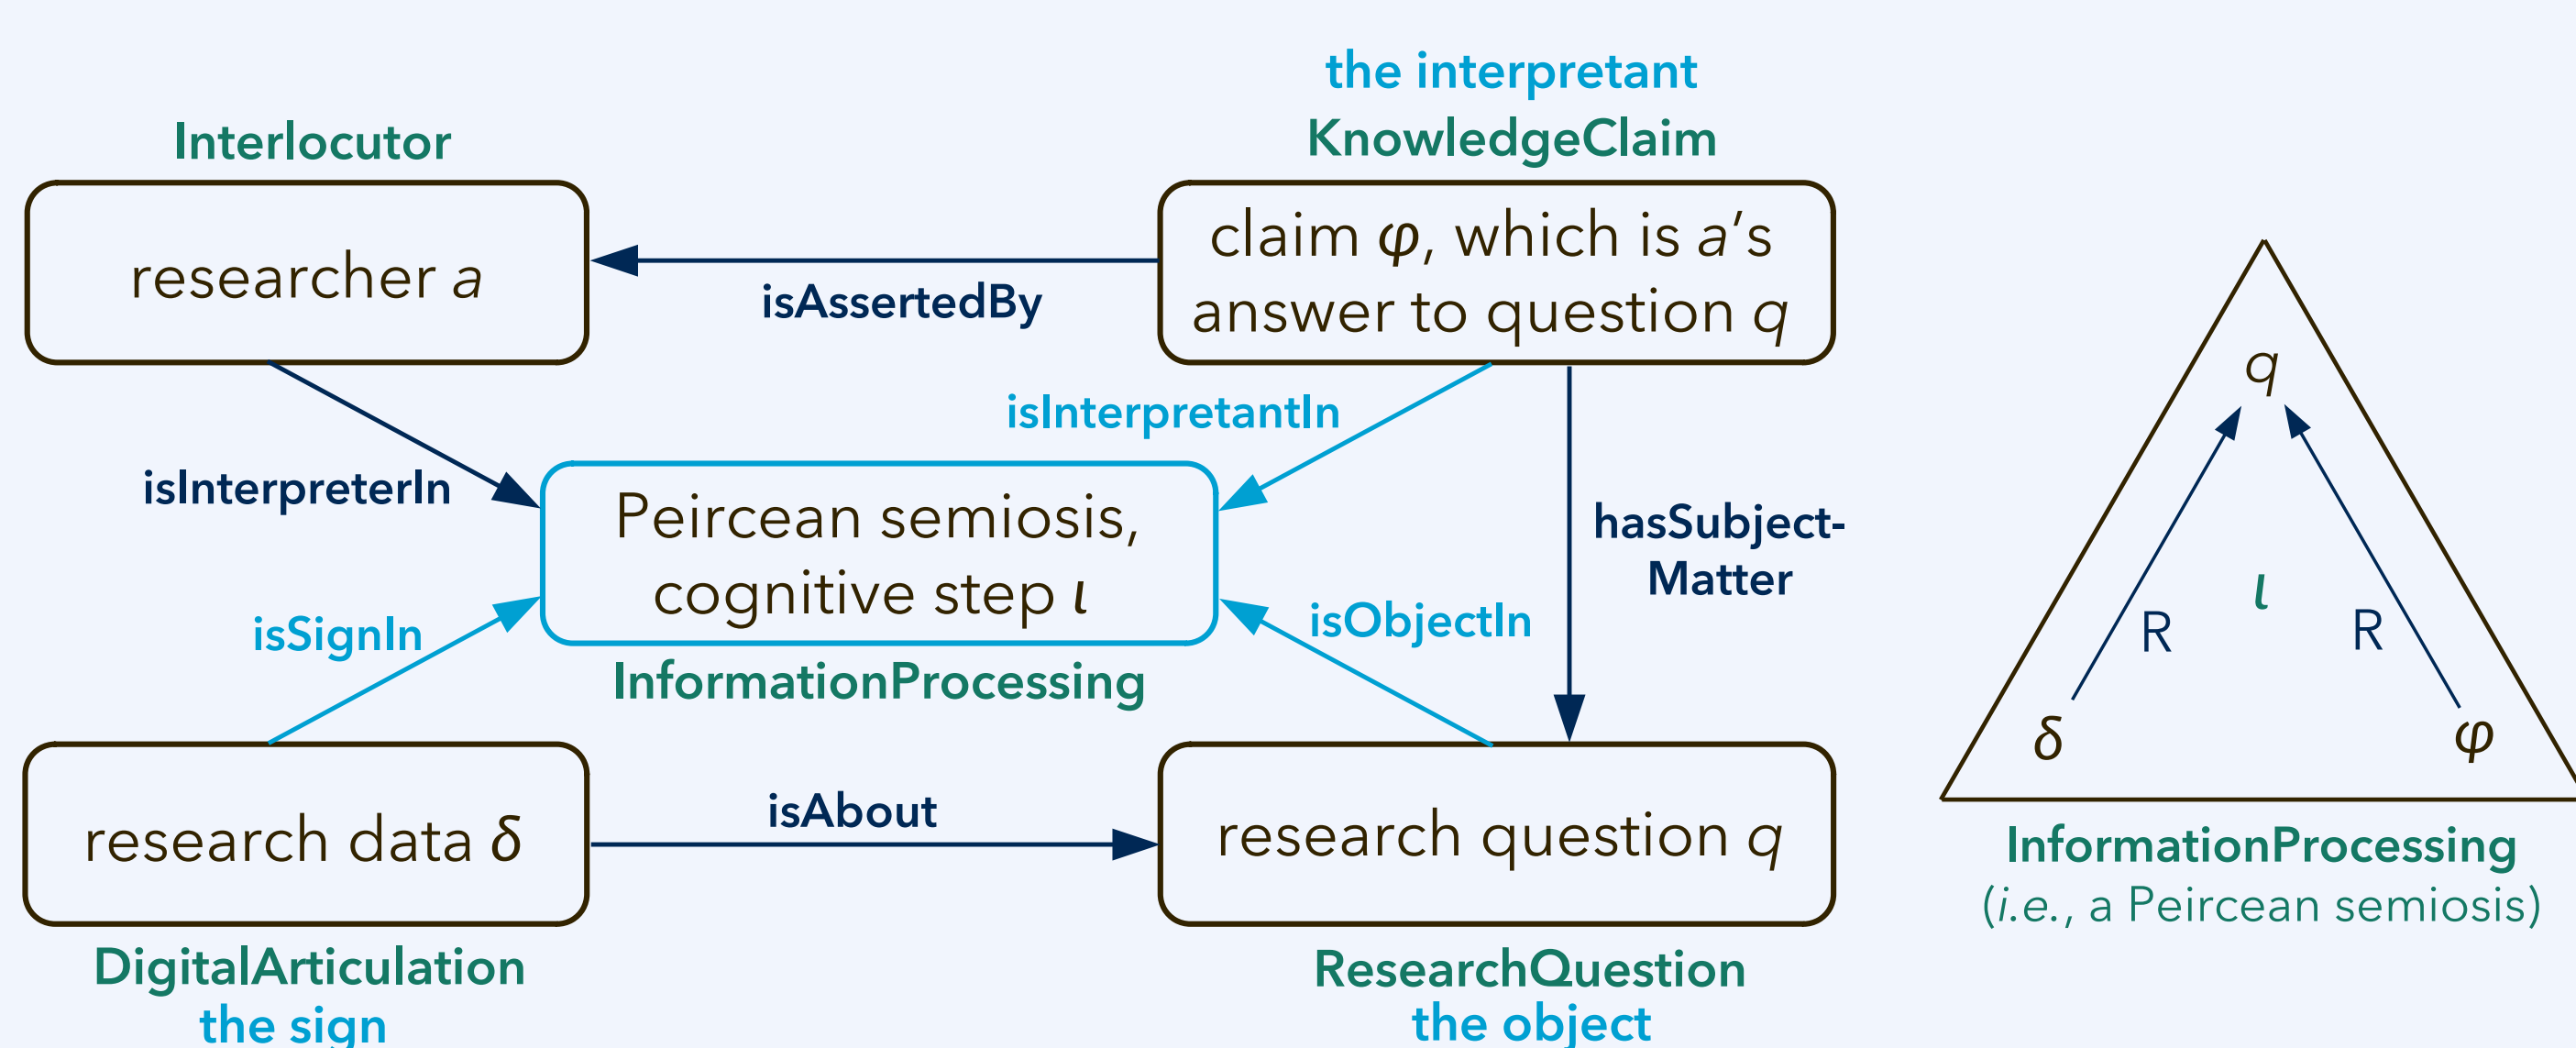 the interpretant
Interlocutor
KnowledgeClaim
researcher a
claim φ, which is a's
answer to question q
isAssertedBy
isInterpretantIn
isInterpreterIn
Peircean semiosis,
cognitive step ι
hasSubject-
Matter
isSignIn
isObjectIn
InformationProcessing
research data δ
isAbout
research question q
DigitalArticulation
the sign
ResearchQuestion
the object
q
ι
R
R
δ
φ
InformationProcessing
(i.e., a Peircean semiosis)